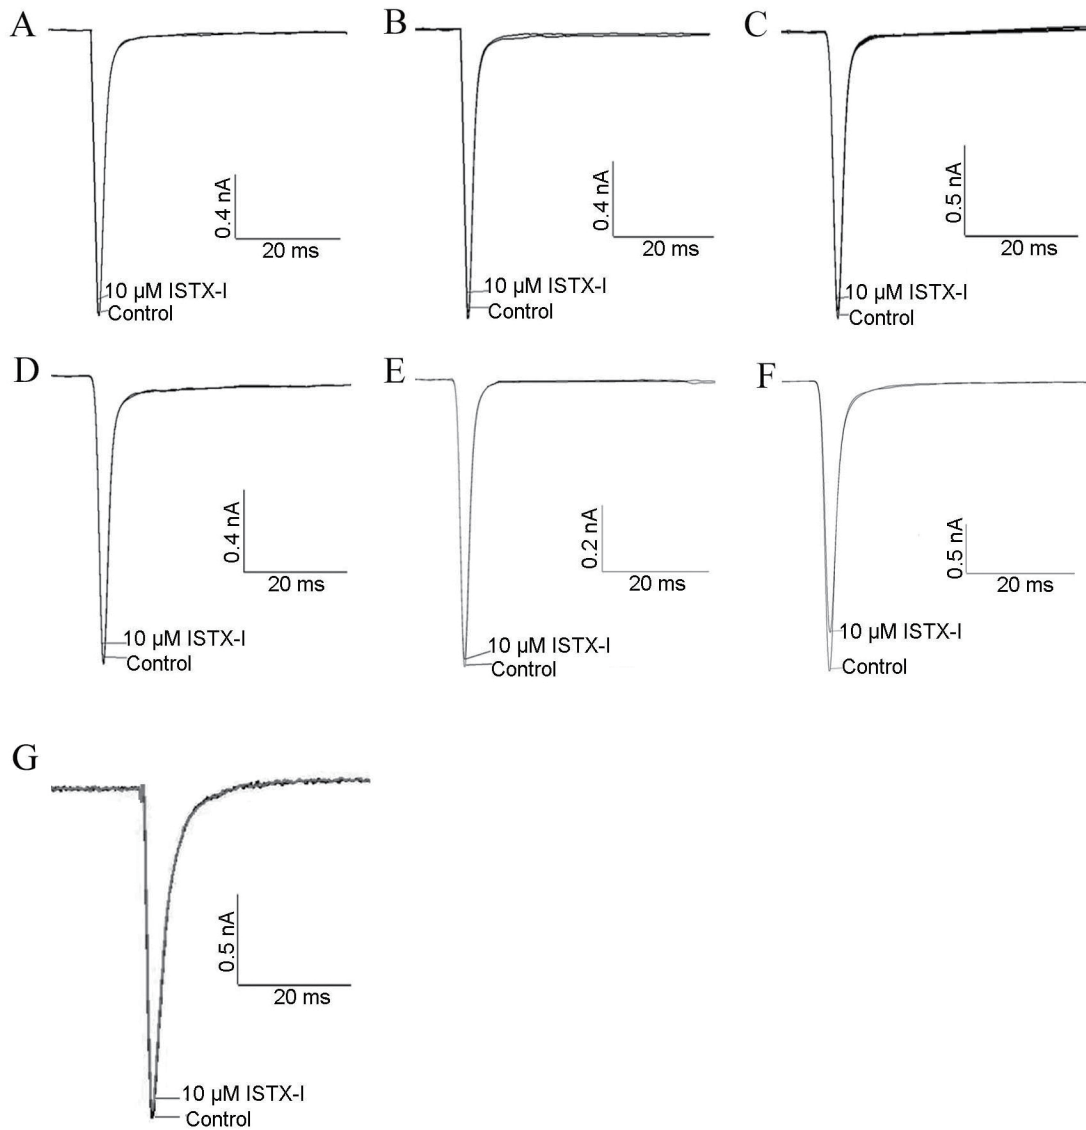 A
0.4 nA
20 ms
10 µM ISTX-I
Control
B
0.4 nA
20 ms
10 µM ISTX-I
Control
C
0.5 nA
20 ms
10 µM ISTX-I
Control
D
0.4 nA
20 ms
10 µM ISTX-I
Control
E
0.2 nA
20 ms
10 µM ISTX-I
Control
F
0.5 nA
20 ms
10 µM ISTX-I
Control
G
0.5 nA
20 ms
10 µM ISTX-I
Control